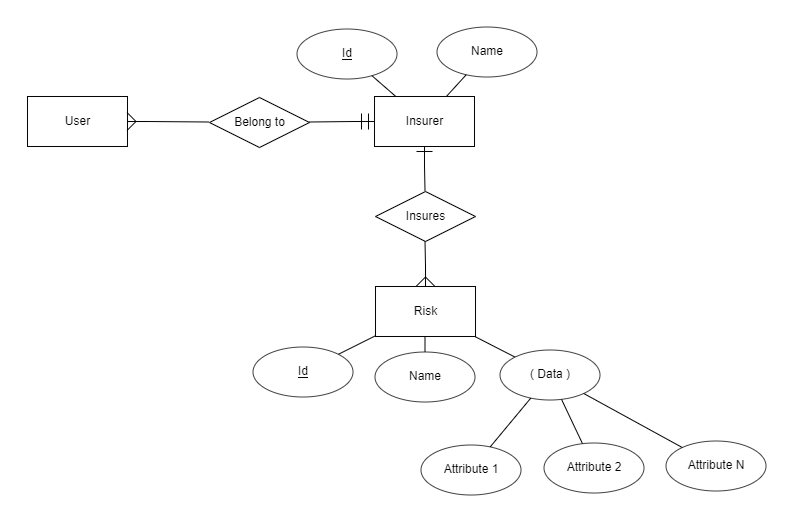 Id
Name
User
Belong to
Insurer
Insures
Risk
Id
Name
( Data )
Attribute 1
Attribute 2
Attribute N